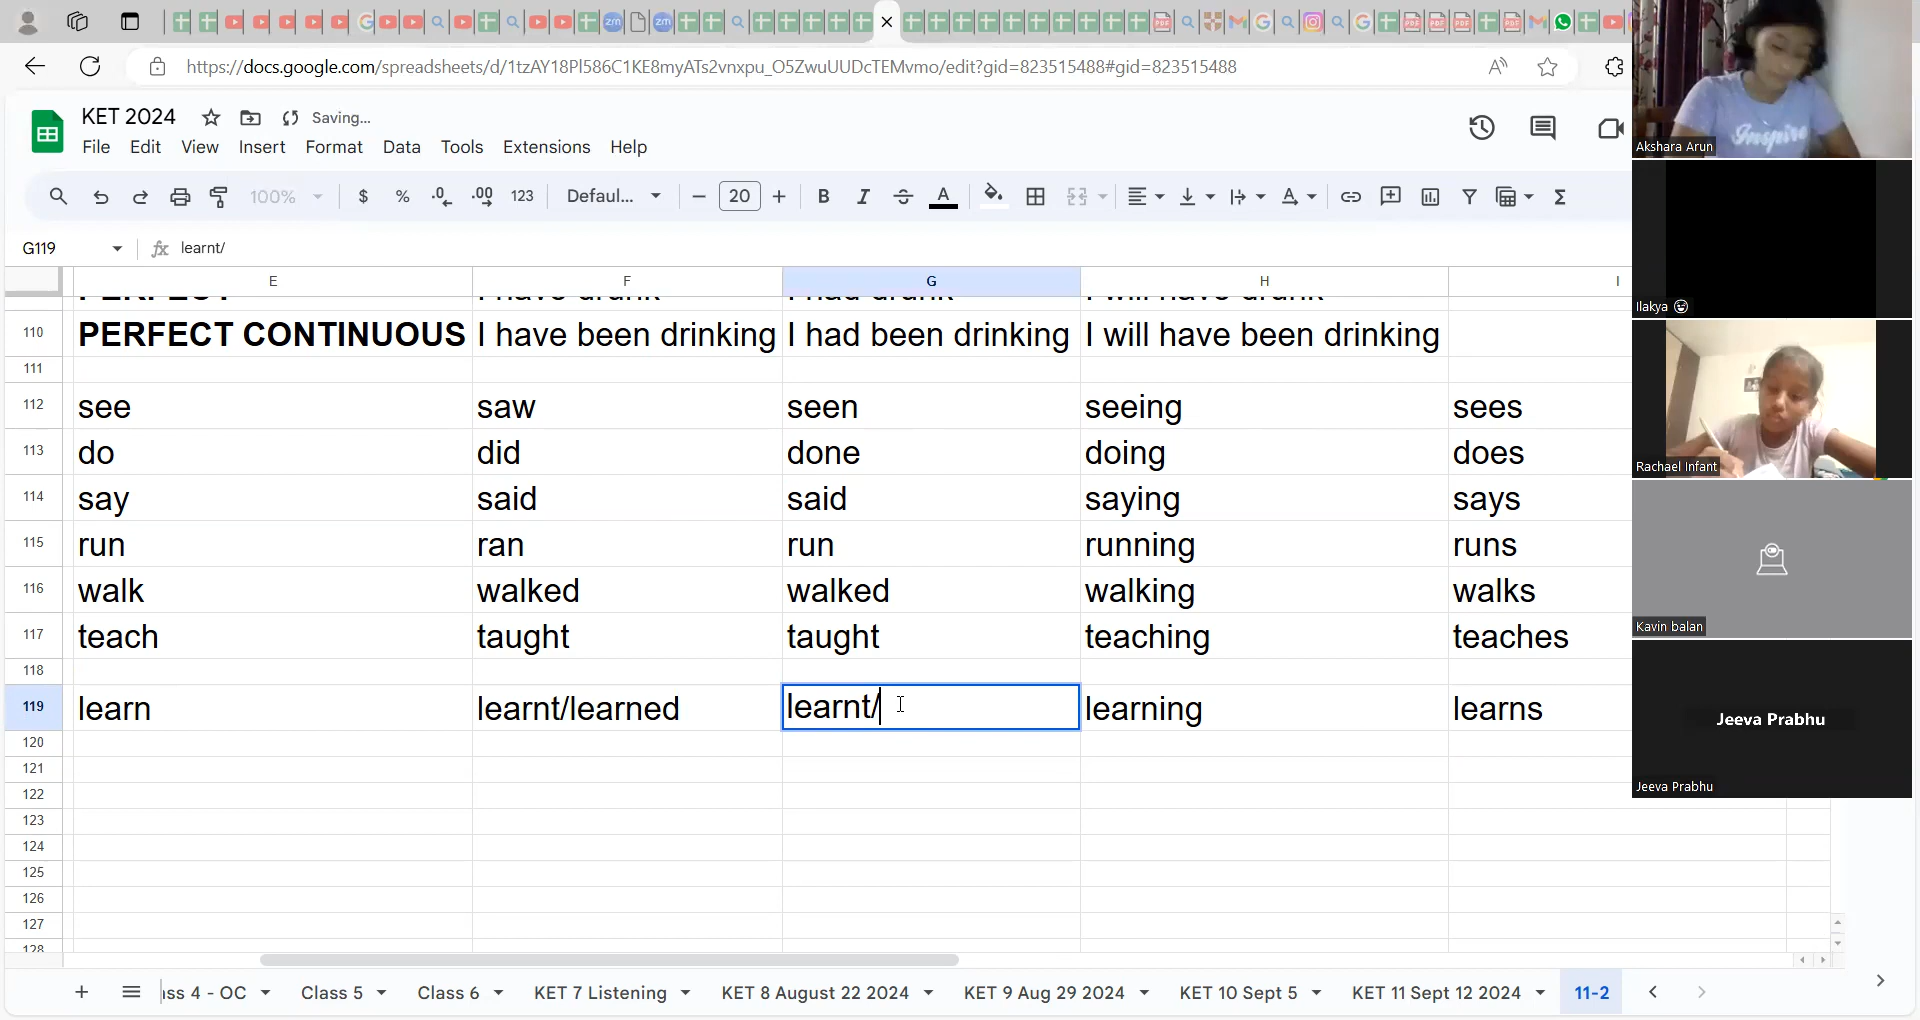 https://docs.google.com/spreadsheets/d/1tzAY18Pl586C1KE8myATs2vnxpu_O5ZwuUUDcTEMvmo/edit?gid=823515488#gid=823515488
KET 2024 Saving...
File Edit View Insert Format Data Tools Extensions Help
100% $ % .0 .00 123 Defaul... 20 B I A
G119 fx learnt/
E F G H I
110 PERFECT CONTINUOUS I have been drinking I had been drinking I will have been drinking
111
112 see saw seen seeing sees
113 do did done doing does
114 say said said saying says
115 run ran run running runs
116 walk walked walked walking walks
117 teach taught taught teaching teaches
118
119 learn learnt/learned learnt/ learning learns
120
121
122
123
124
125
126
127
128
ss 4 - OC Class 5 Class 6 KET 7 Listening KET 8 August 22 2024 KET 9 Aug 29 2024 KET 10 Sept 5 KET 11 Sept 12 2024 11-2
Inspire
Akshara Arun
Ilakya
Rachael Infant
Kavin balan
Jeeva Prabhu
Jeeva Prabhu